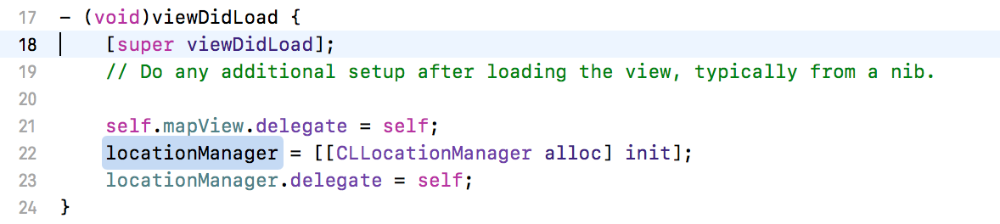 17 - (void)viewDidLoad {
18     [super viewDidLoad];
19     // Do any additional setup after loading the view, typically from a nib.
20
21     self.mapView.delegate = self;
22     locationManager = [[CLLocationManager alloc] init];
23     locationManager.delegate = self;
24 }